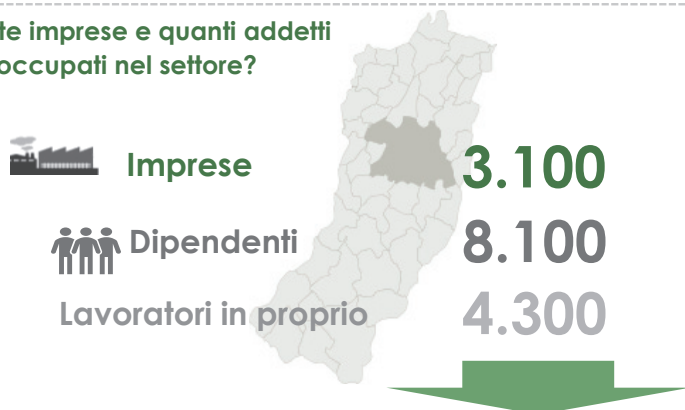 te imprese e quanti addetti
occupati nel settore?
Imprese 3.100
Dipendenti 8.100
Lavoratori in proprio 4.300